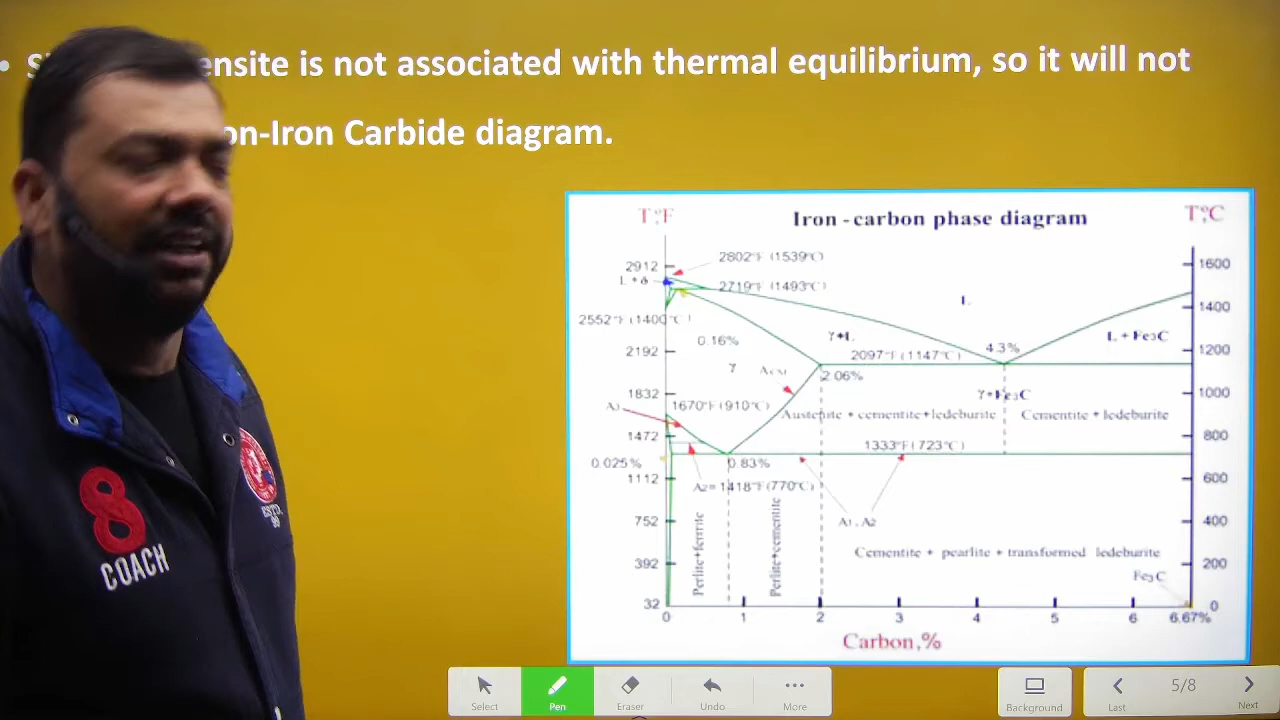 ensite is not associated with thermal equilibrium, so it will not
on-Iron Carbide diagram.
T,°F
Iron - carbon phase diagram
T,°C
2802°F (1539°C)
2912
1600
L + δ
2719°F (1493°C)
L
1400
2552°F (1400°C)
0.16%
γ+L
4.3%
L + Fe3C
2192
2097°F (1147°C)
1200
γ
Acm
2.06%
1832
γ+Fe3C
1000
A3
1670°F (910°C)
Austenite + cementite+ledeburite
Cementite + ledeburite
1472
1333°F (723°C)
800
0.025%
0.83%
1112
A2= 1418°F (770°C)
600
752
A1, A2
400
Perlite+ferrite
Perlite+cementite
Cementite + pearlite + transformed ledeburite
392
200
Fe3C
32
0
0 1 2 3 4 5 6 6.67%
Carbon,%
8
COACH
ESTD.
Select
Pen
Eraser
Undo
More
Background
Last
5/8
Next